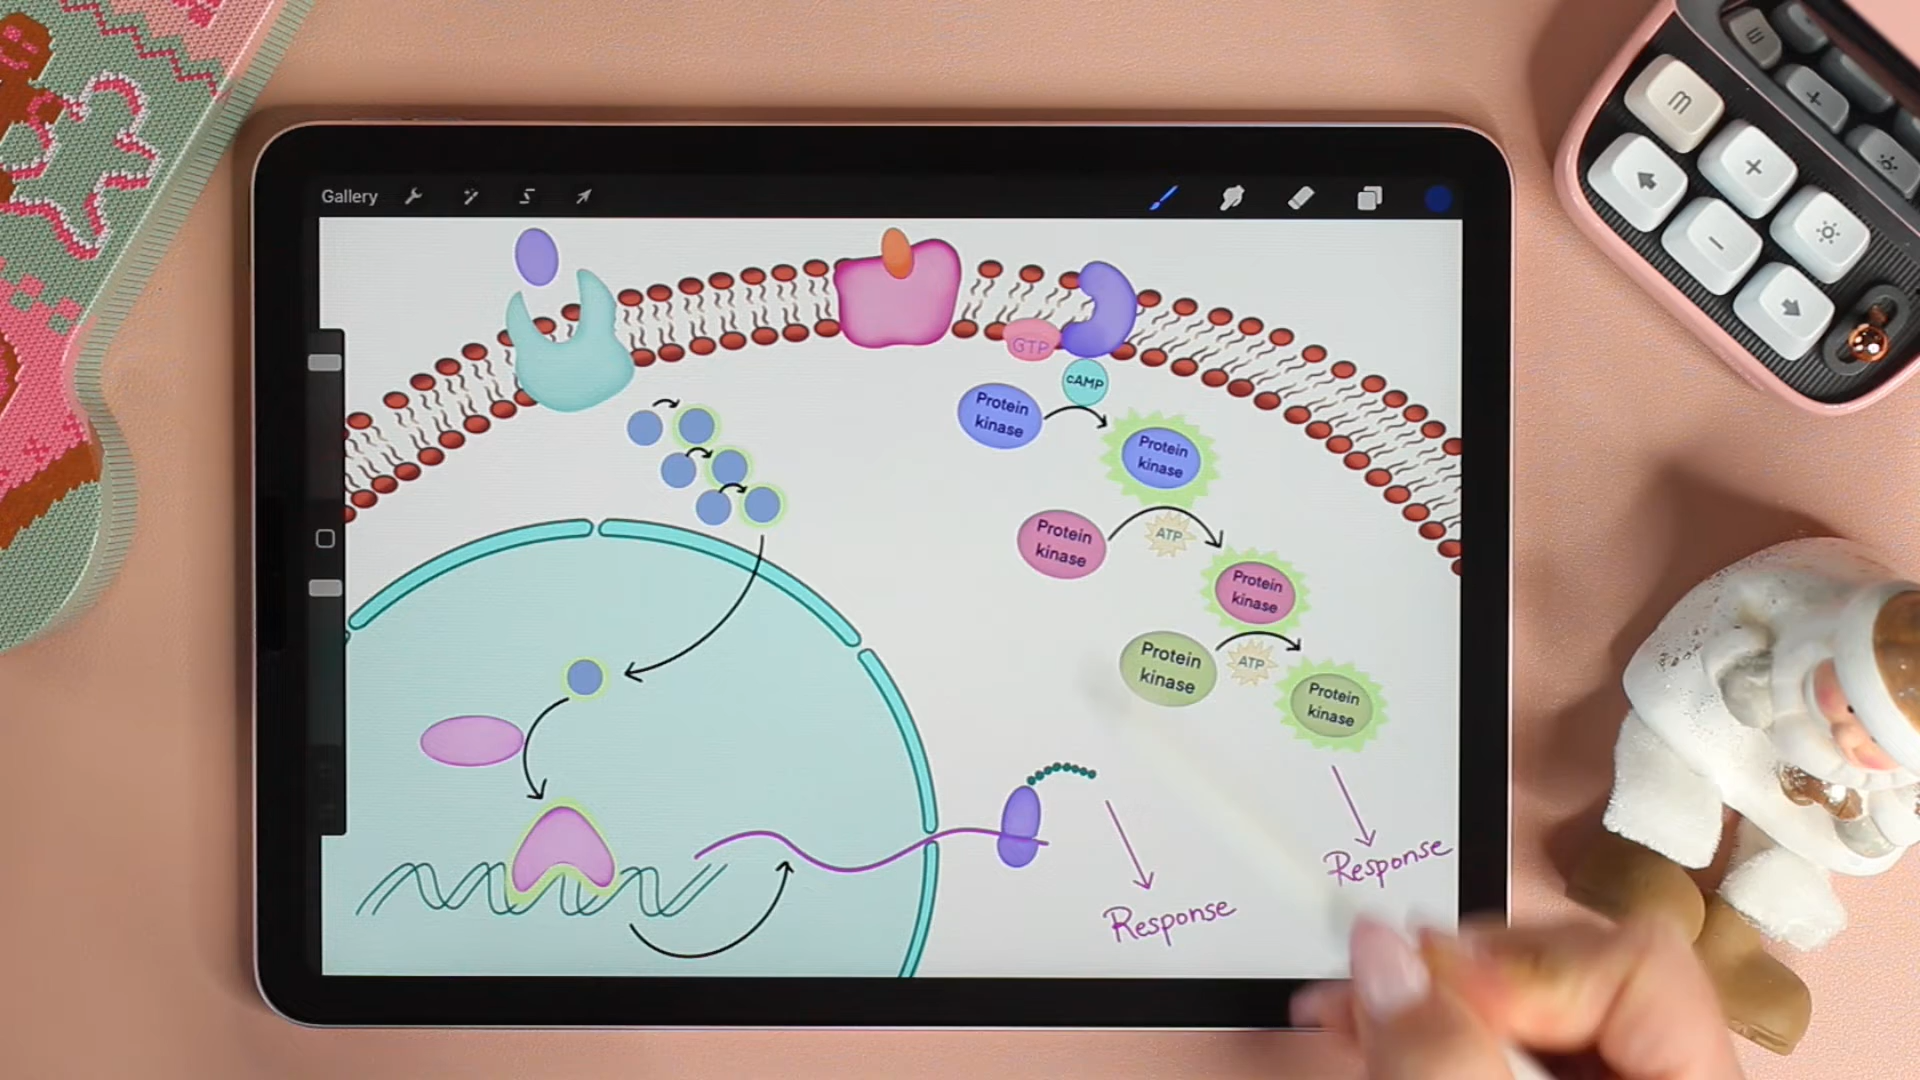 Gallery
GTP
cAMP
Protein
kinase
Protein
kinase
Protein
kinase
ATP
Protein
kinase
Protein
kinase
ATP
Protein
kinase
Response
Response
m
+
-
+